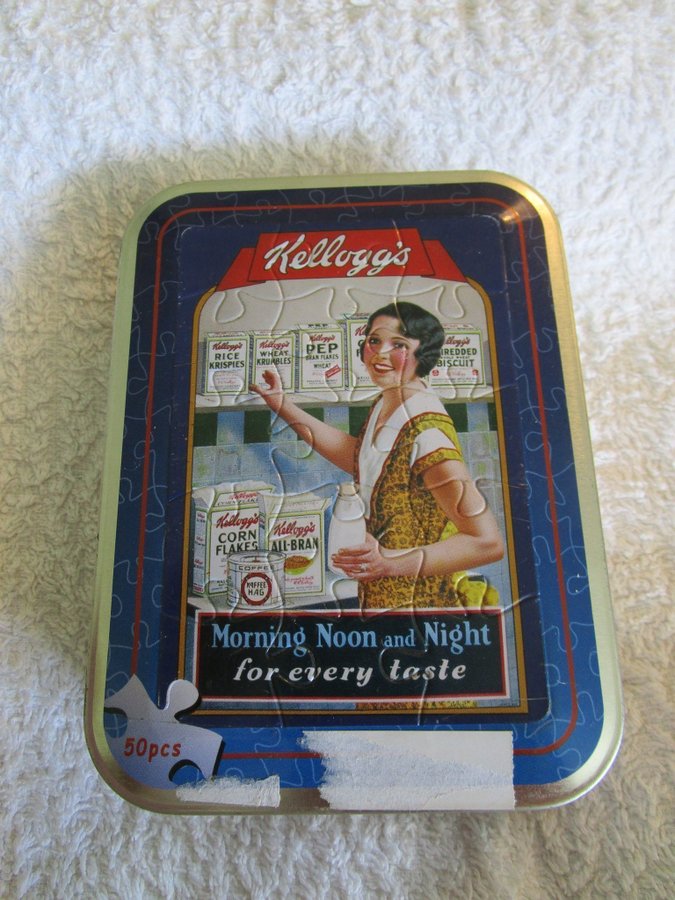 Kellogg's
Kellogg's
RICE
KRISPIES
Kellogg's
WHEAT
KRUMBLES
PEP
PEP
BRAN FLAKES
WHEAT
SHREDDED
BISCUIT
Kellogg's
CORN
FLAKES
Kellogg's
ALL-BRAN
COFFEE
KAFFEE
HAG
Morning Noon and Night
for every taste
50pcs